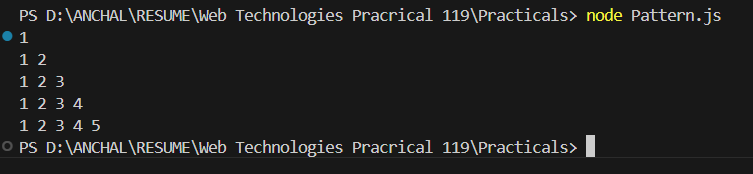 PS D:\ANCHAL\RESUME\Web Technologies Pracrical 119\Practicals> node Pattern.js
1
1 2
1 2 3
1 2 3 4
1 2 3 4 5
PS D:\ANCHAL\RESUME\Web Technologies Pracrical 119\Practicals>